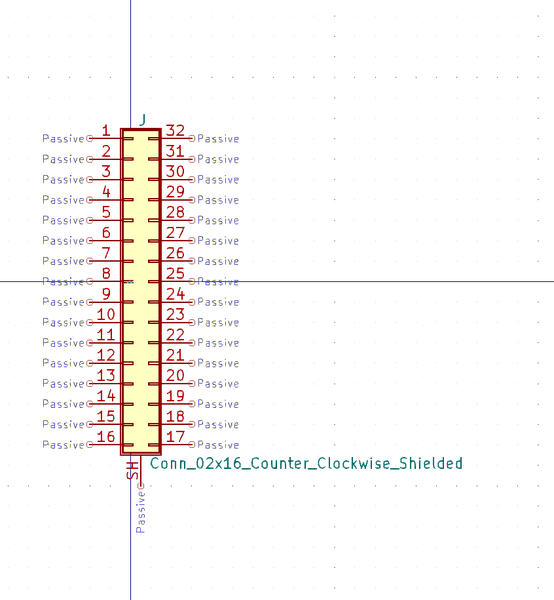 J
Passive 1 32 Passive
Passive 2 31 Passive
Passive 3 30 Passive
Passive 4 29 Passive
Passive 5 28 Passive
Passive 6 27 Passive
Passive 7 26 Passive
Passive 8 25 Passive
Passive 9 24 Passive
Passive 10 23 Passive
Passive 11 22 Passive
Passive 12 21 Passive
Passive 13 20 Passive
Passive 14 19 Passive
Passive 15 18 Passive
Passive 16 17 Passive
Conn_02x16_Counter_Clockwise_Shielded
SH
Passive